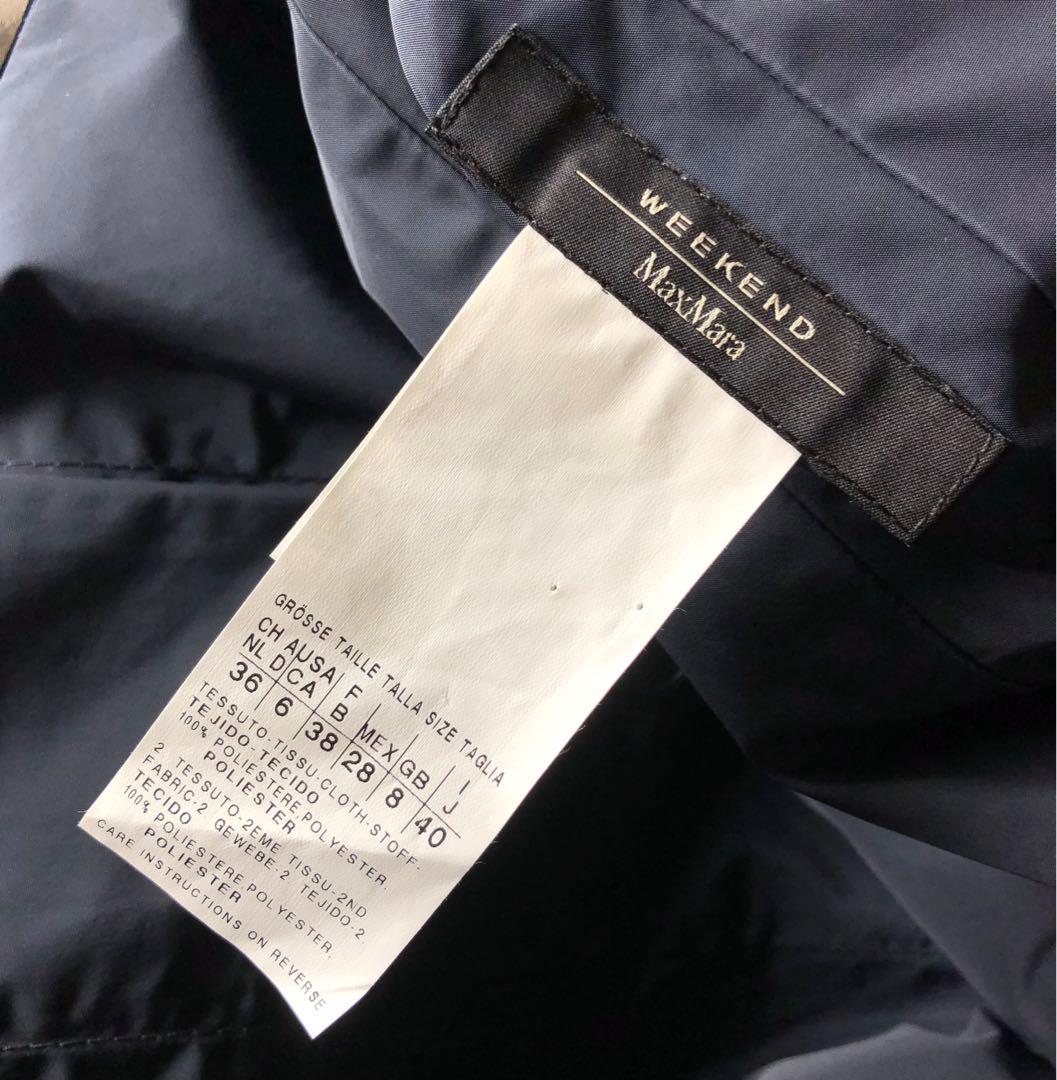 WEEKEND
MaxMara
GRÖSSE TAILLE TALLA SIZE TAGLIA
CH A USA F I
NL D CA B MEX GB J
36 6 38 28 8 40
TESSUTO-TISSU-CLOTH-STOFF-
TEJIDO-TECIDO
100% POLIESTERE,POLYESTER,
POLIESTER
2 TESSUTO-2EME TISSU-2ND
FABRIC-2 GEWEBE-2 TEJIDO-2
TECIDO
100% POLIESTERE,POLYESTER,
POLIESTER
CARE INSTRUCTIONS ON REVERSE